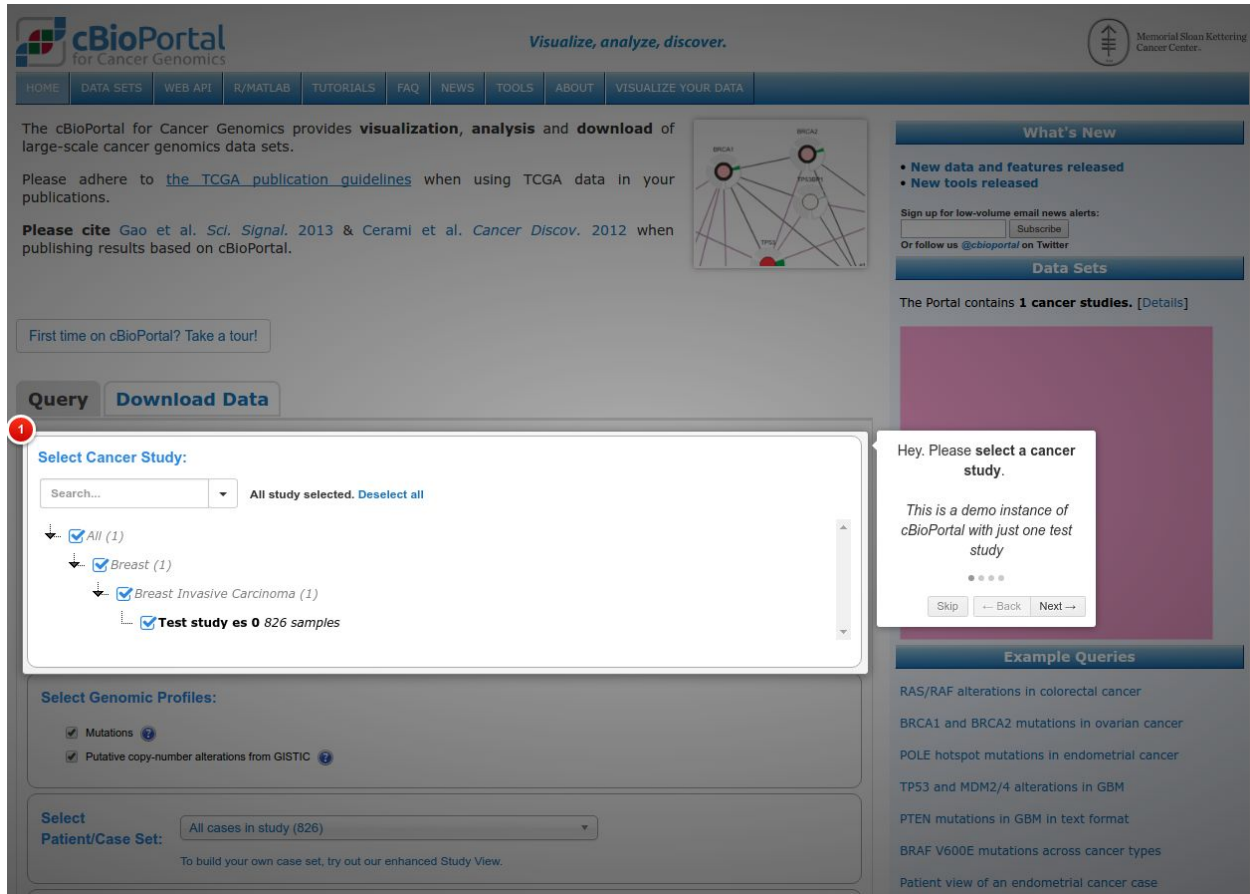 cBioPortal
for Cancer Genomics
Visualize, analyze, discover.
Memorial Sloan Kettering
Cancer Center..
HOME DATA SETS WEB API R/MATLAB TUTORIALS FAQ NEWS TOOLS ABOUT VISUALIZE YOUR DATA
The cBioPortal for Cancer Genomics provides visualization, analysis and download of
large-scale cancer genomics data sets.
Please adhere to the TCGA publication guidelines when using TCGA data in your
publications.
Please cite Gao et al. Sci. Signal. 2013 & Cerami et al. Cancer Discov. 2012 when
publishing results based on cBioPortal.
BRCA2
BRCA1
TP53BP1
TP53
What's New
• New data and features released
• New tools released
Sign up for low-volume email news alerts:
Subscribe
Or follow us @cbioportal on Twitter
Data Sets
The Portal contains 1 cancer studies. [Details]
First time on cBioPortal? Take a tour!
Query Download Data
1
Select Cancer Study:
Search...
All study selected. Deselect all
All (1)
Breast (1)
Breast Invasive Carcinoma (1)
Test study es 0 826 samples
Hey. Please select a cancer
study.
This is a demo instance of
cBioPortal with just one test
study
Skip ← Back Next →
Select Genomic Profiles:
Mutations ?
Putative copy-number alterations from GISTIC ?
Select
Patient/Case Set:
All cases in study (826)
To build your own case set, try out our enhanced Study View.
Example Queries
RAS/RAF alterations in colorectal cancer
BRCA1 and BRCA2 mutations in ovarian cancer
POLE hotspot mutations in endometrial cancer
TP53 and MDM2/4 alterations in GBM
PTEN mutations in GBM in text format
BRAF V600E mutations across cancer types
Patient view of an endometrial cancer case